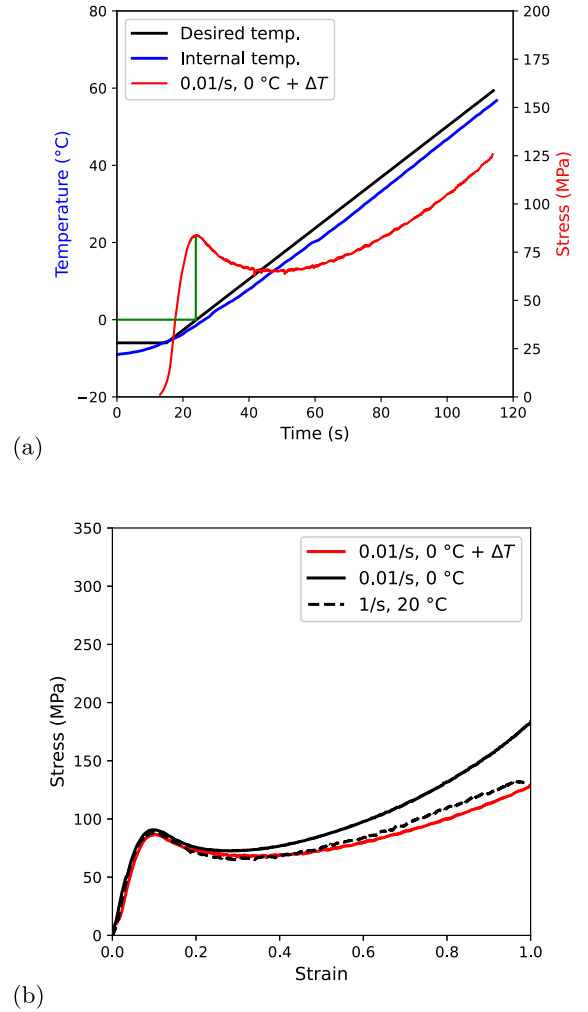 Desired temp.
Internal temp.
0.01/s, 0 °C + ΔT
Temperature (°C)
80
60
40
20
0
−20
Stress (MPa)
200
175
150
125
100
75
50
25
0
0 20 40 60 80 100 120
Time (s)
(a)
0.01/s, 0 °C + ΔT
0.01/s, 0 °C
1/s, 20 °C
Stress (MPa)
350
300
250
200
150
100
50
0
0.0 0.2 0.4 0.6 0.8 1.0
Strain
(b)